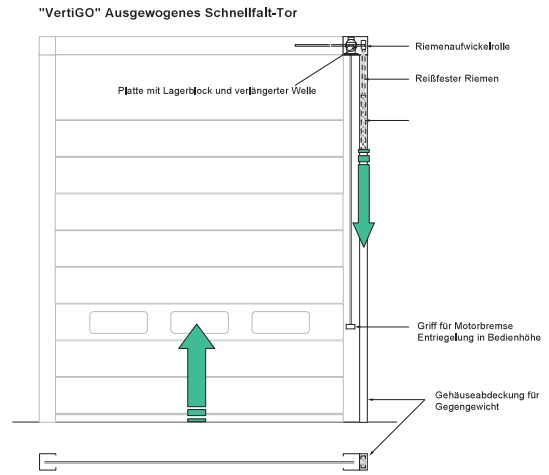 "VertiGO" Ausgewogenes Schnellfalt-Tor
Riemenaufwickelrolle
Reißfester Riemen
Platte mit Lagerblock und verlängerter Welle
Griff für Motorbremse
Entriegelung in Bedienhöhe
Gehäuseabdeckung für
Gegengewicht